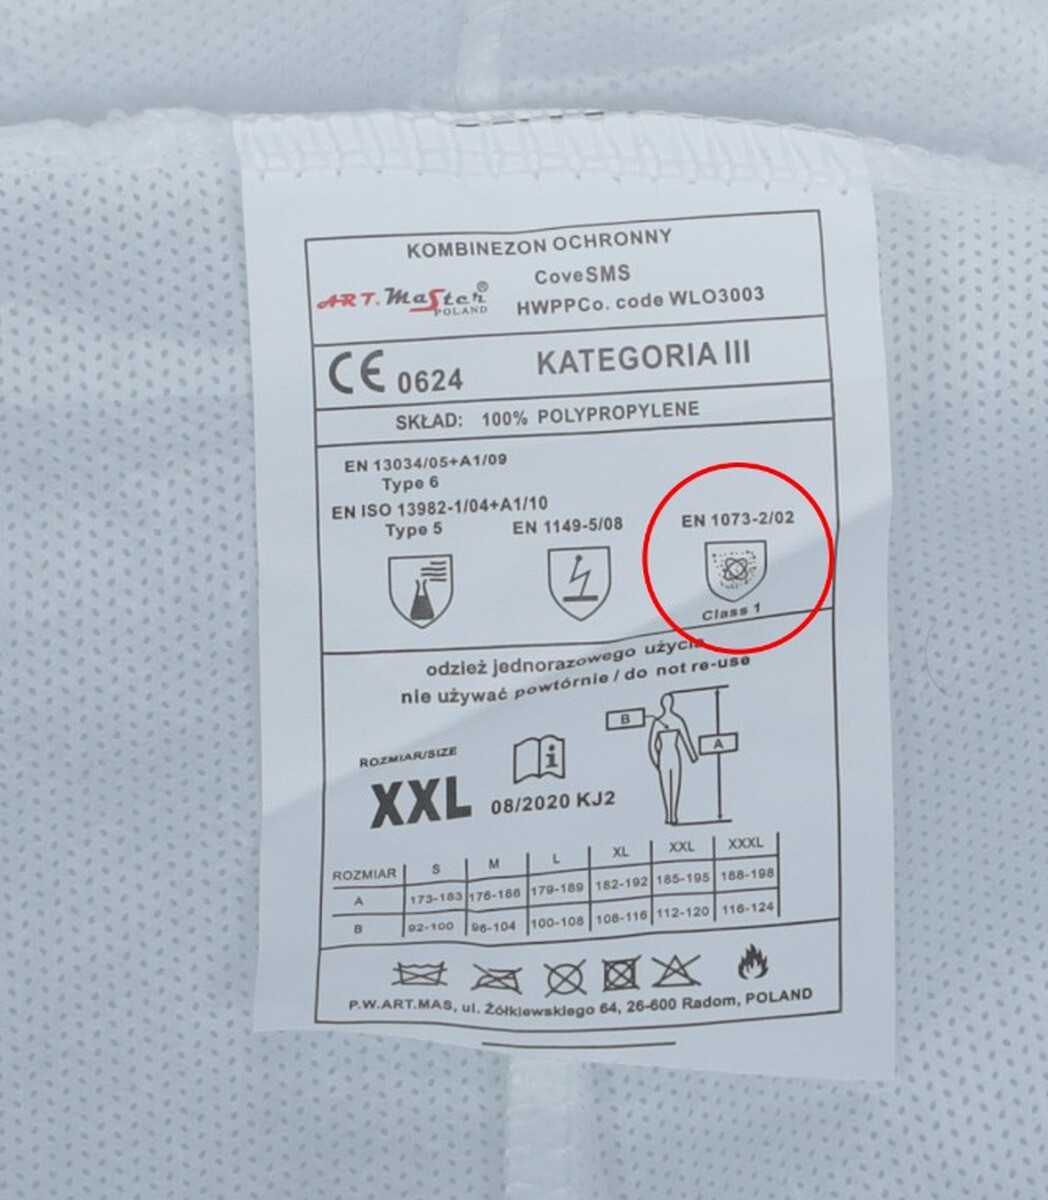 KOMBINEZON OCHRONNY
CoveSMS
ART.MaSter® POLAND
HWPPCo. code WLO3003
CE 0624 KATEGORIA III
SKŁAD: 100% POLYPROPYLENE
EN 13034/05+A1/09
Type 6
EN ISO 13982-1/04+A1/10
Type 5
EN 1149-5/08
EN 1073-2/02
Class 1
odzież jednorazowego użycia
nie używać powtórnie / do not re-use
ROZMIAR/SIZE
XXL
i
08/2020 KJ2
B
A
ROZMIAR S M L XL XXL XXXL
A 173-183 176-186 179-189 182-192 185-195 188-198
B 92-100 96-104 100-108 108-116 112-120 116-124
P.W.ART.MAS, ul. Żółkiewskiego 64, 26-600 Radom, POLAND